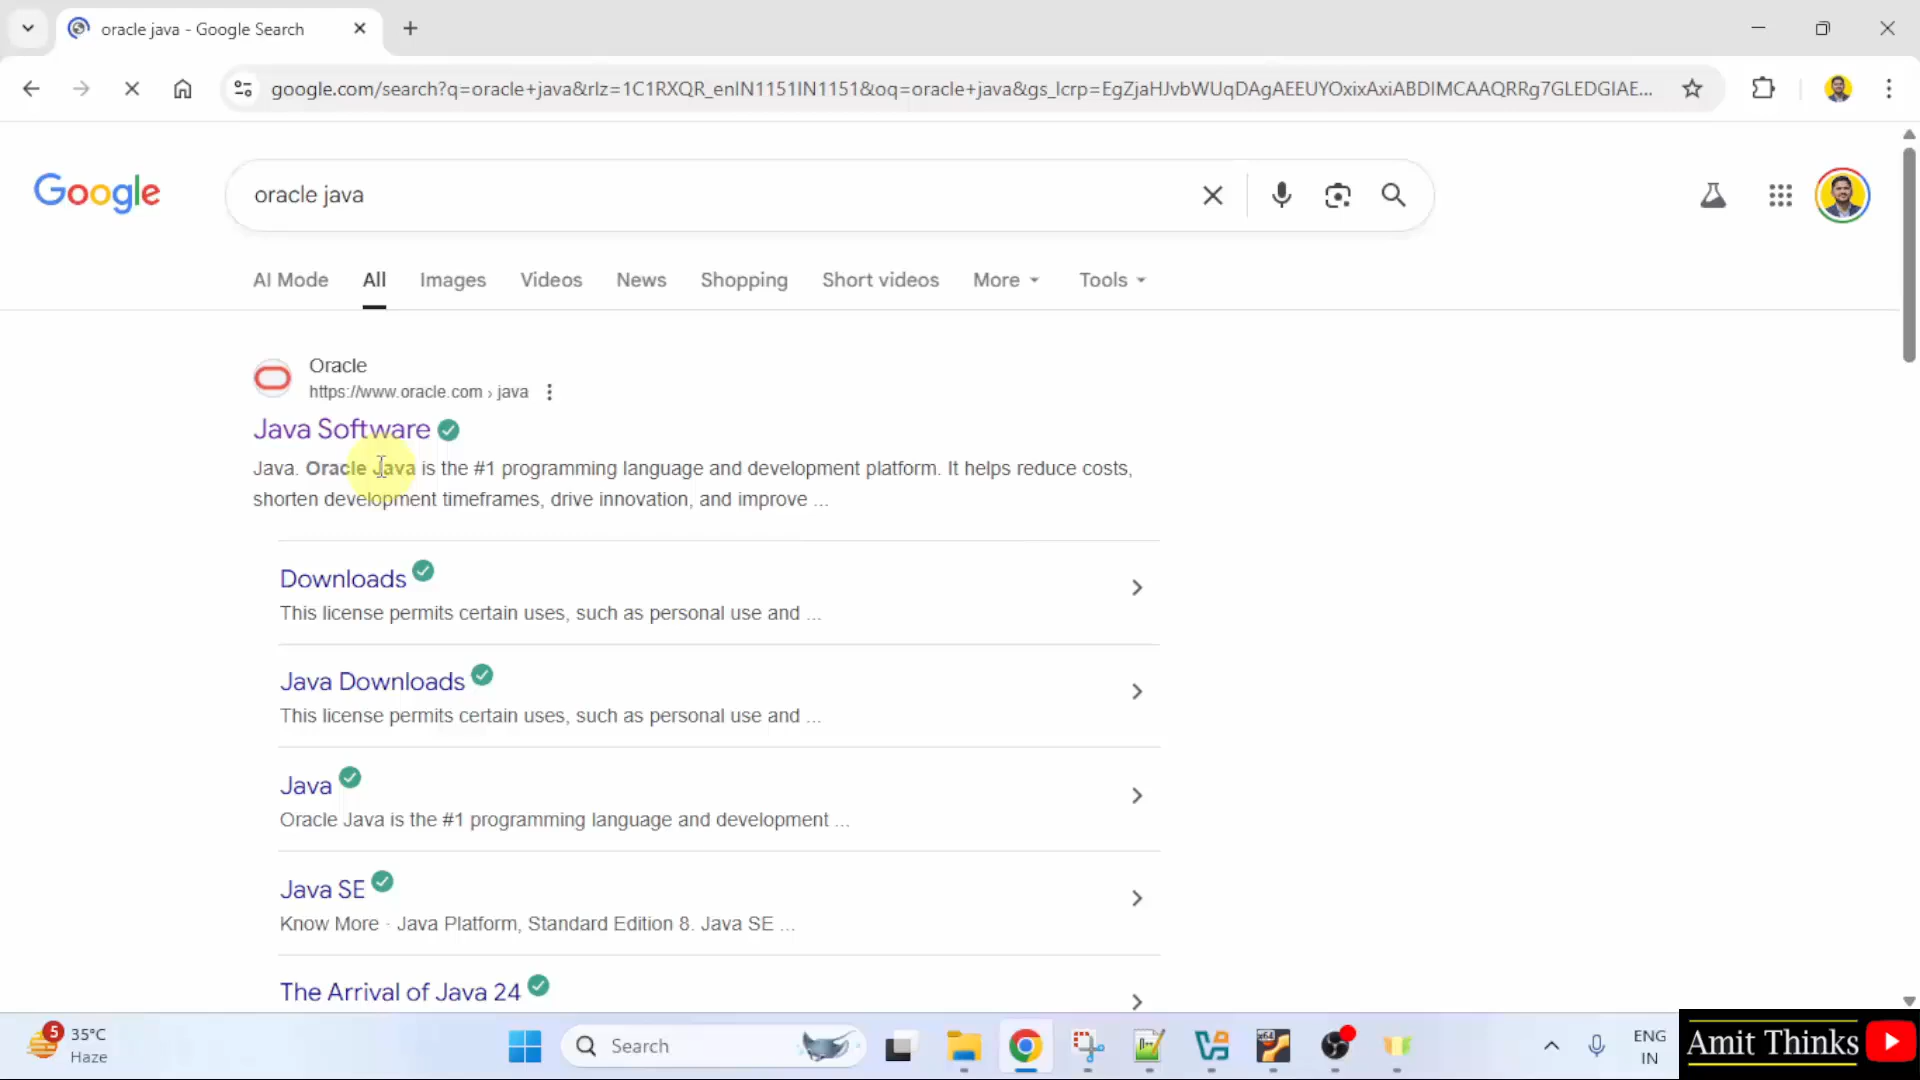 oracle java - Google Search
google.com/search?q=oracle+java&rlz=1C1RXQR_enIN1151IN1151&oq=oracle+java&gs_lcrp=EgZjaHJvbWUqDAgAEEUYOxixAxiABDIMCAAQRRg7GLEDGIAE...
Google
oracle java
AI Mode All Images Videos News Shopping Short videos More Tools
Oracle
https://www.oracle.com › java
Java Software
Java. Oracle Java is the #1 programming language and development platform. It helps reduce costs,
shorten development timeframes, drive innovation, and improve ...
Downloads
This license permits certain uses, such as personal use and ...
Java Downloads
This license permits certain uses, such as personal use and ...
Java
Oracle Java is the #1 programming language and development ...
Java SE
Know More · Java Platform, Standard Edition 8. Java SE ...
The Arrival of Java 24
5
35°C
Haze
Search
ENG
IN
Amit Thinks